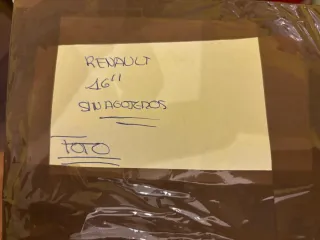 RENAULT
16"
SIN AGUJEROS
TOTO